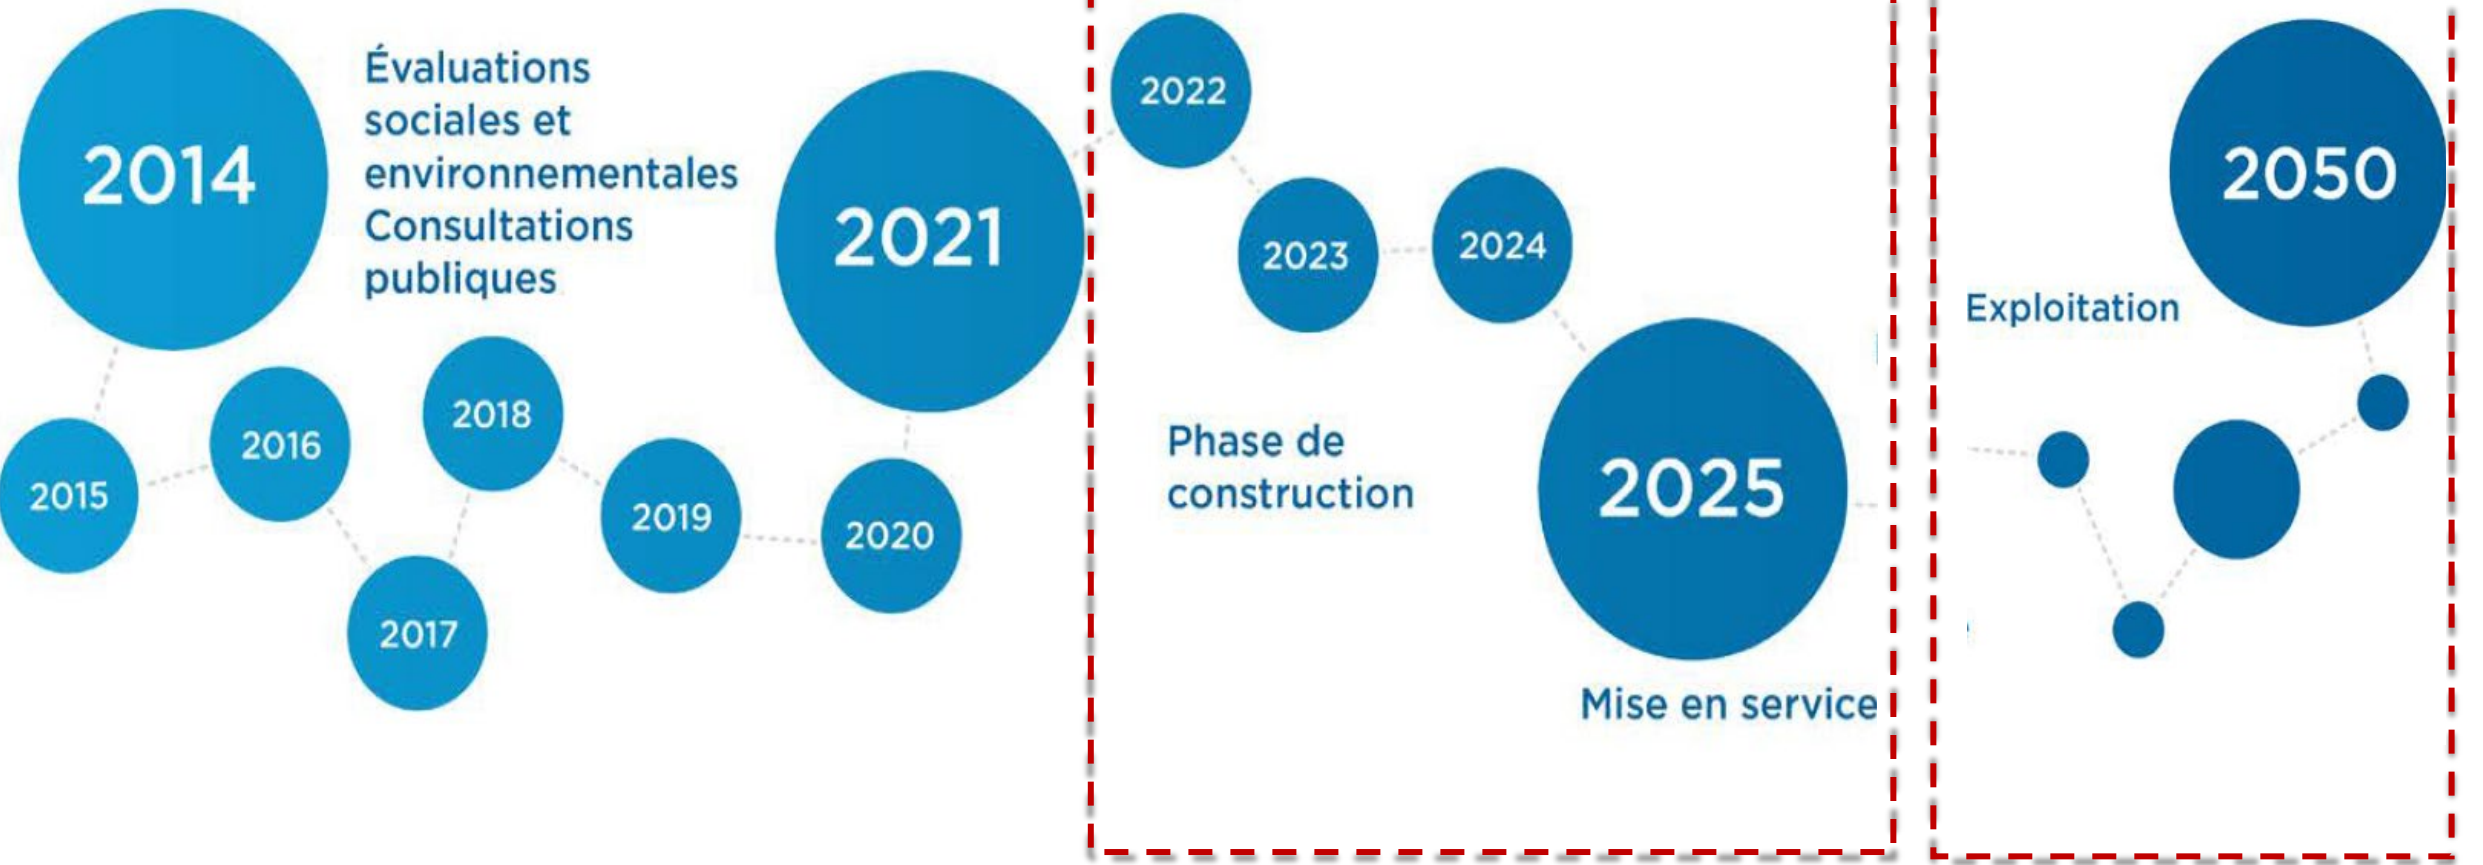 2014
Évaluations
sociales et
environnementales
Consultations
publiques
2015
2016
2017
2018
2019
2020
2021
2022
2023
2024
Phase de
construction
2025
Mise en service
Exploitation
2050